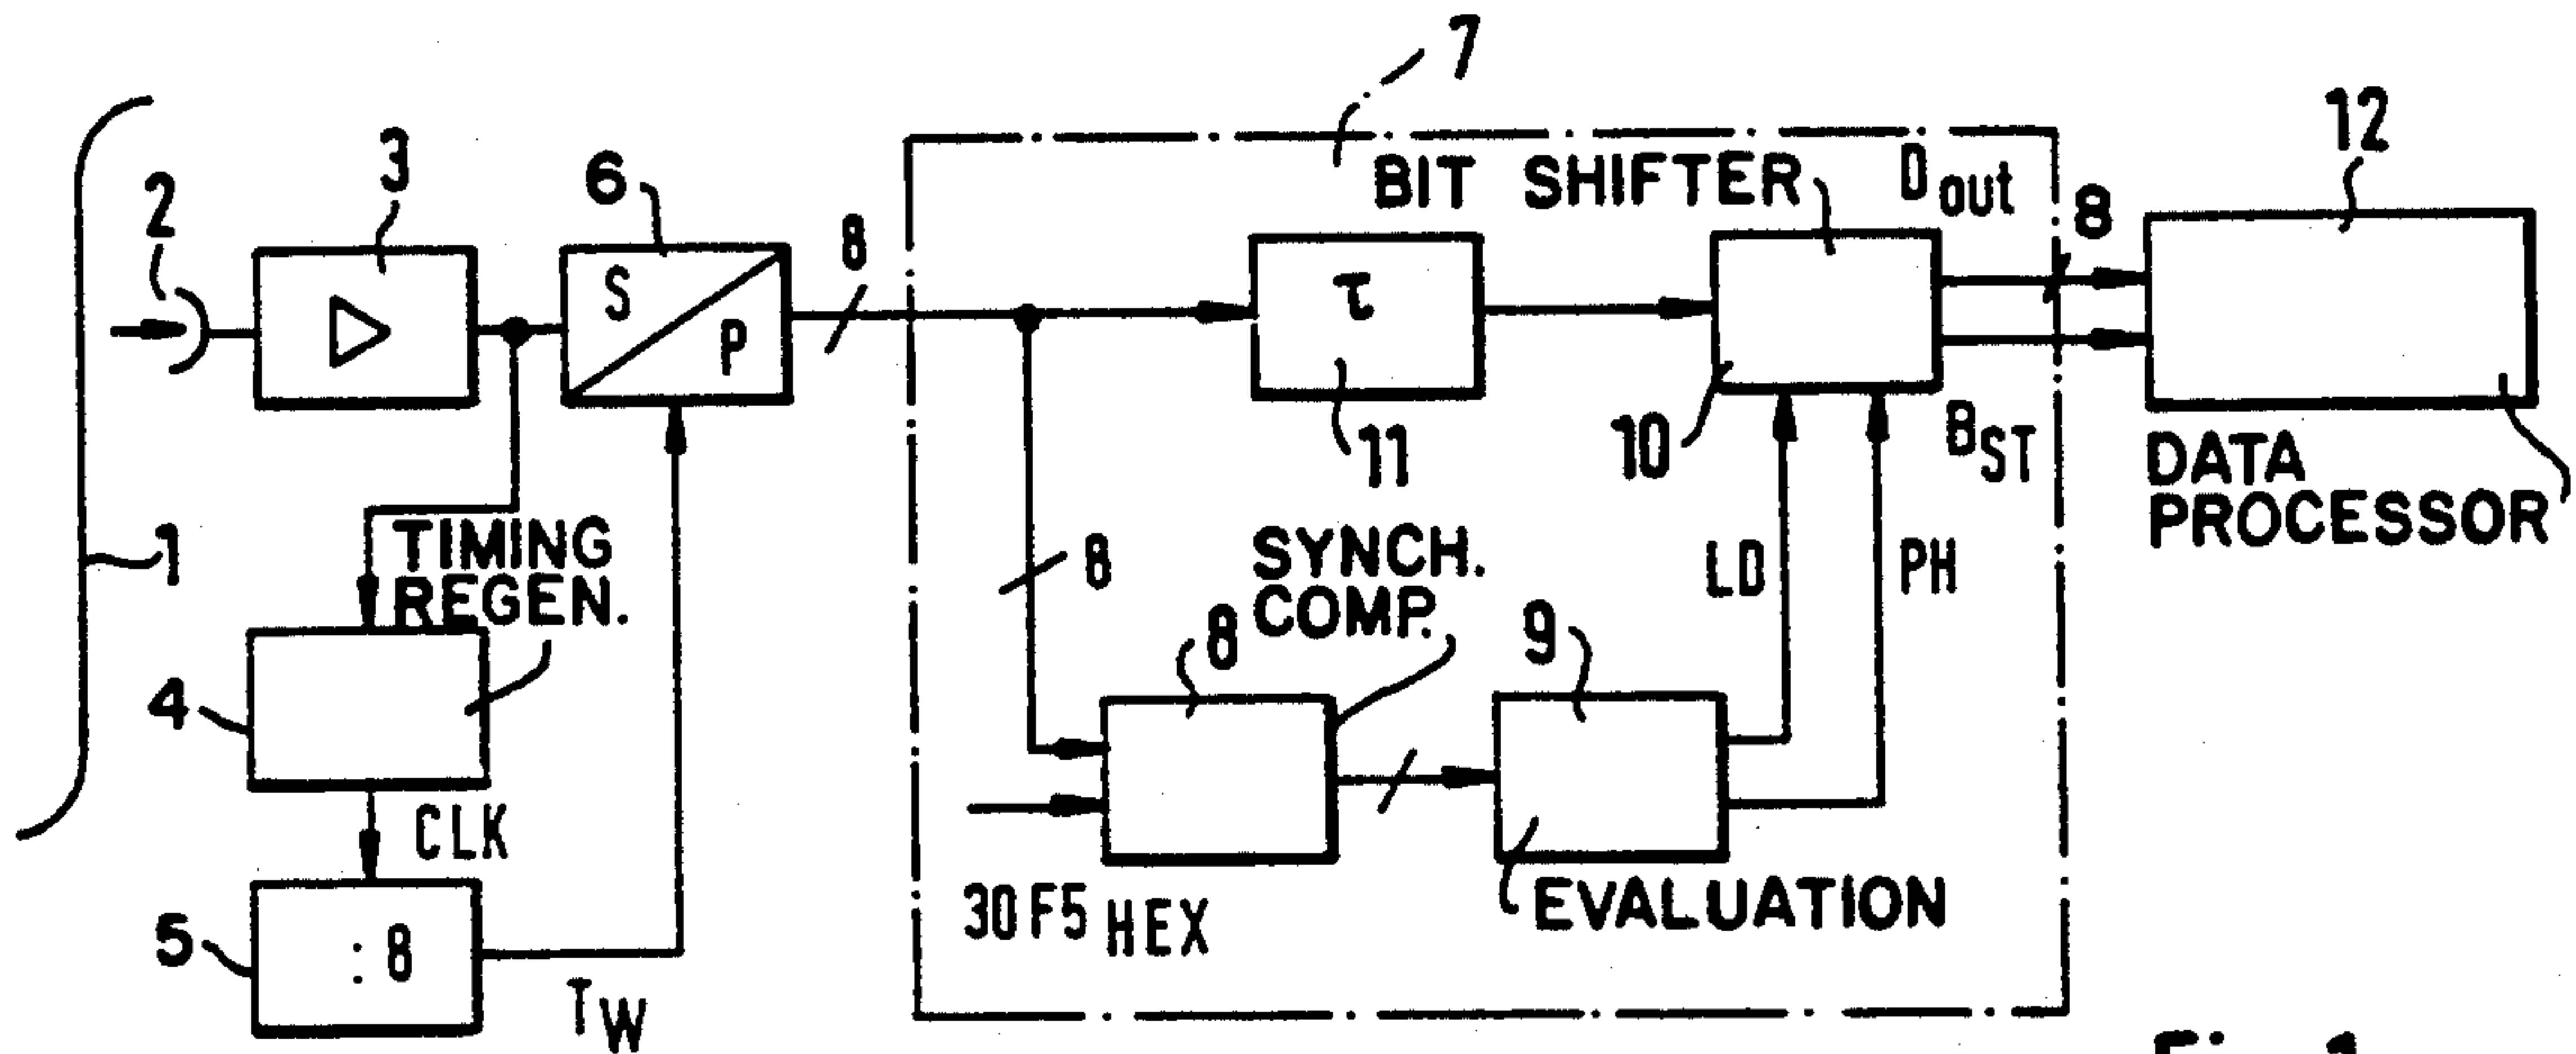 7
12
3
6
BIT SHIFTER
D out
2
8
8
S
P
τ
10
B ST
11
DATA
PROCESSOR
1
TIMING
REGEN.
8
SYNCH.
COMP.
LD
PH
8
9
4
CLK
30F5 HEX
EVALUATION
5
: 8
T W